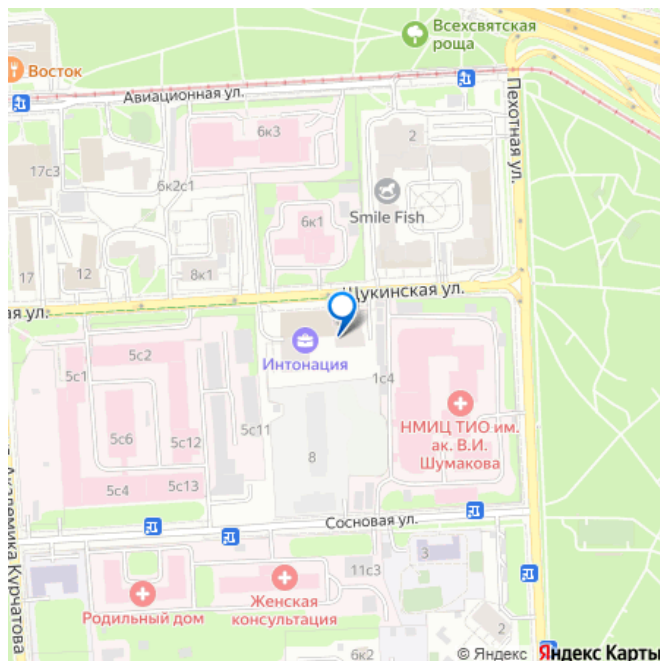 Всехсвятская
роща
Восток
Авиационная ул.
Пехотная ул.
6к3
2
17с3
6к2с1
Smile Fish
6к1
17
12
8к1
Щукинская ул.
ая ул.
5с2
5с1
Интонация
1с4
5с11
НМИЦ ТИО им.
ак. В.И.
Шумакова
5с6
5с12
8
5с4
5с13
Сосновая ул.
Академика Курчатова
3
11с3
Родильный дом
Женская
консультация
2
6к2
© Яндекс Яндекс Карты